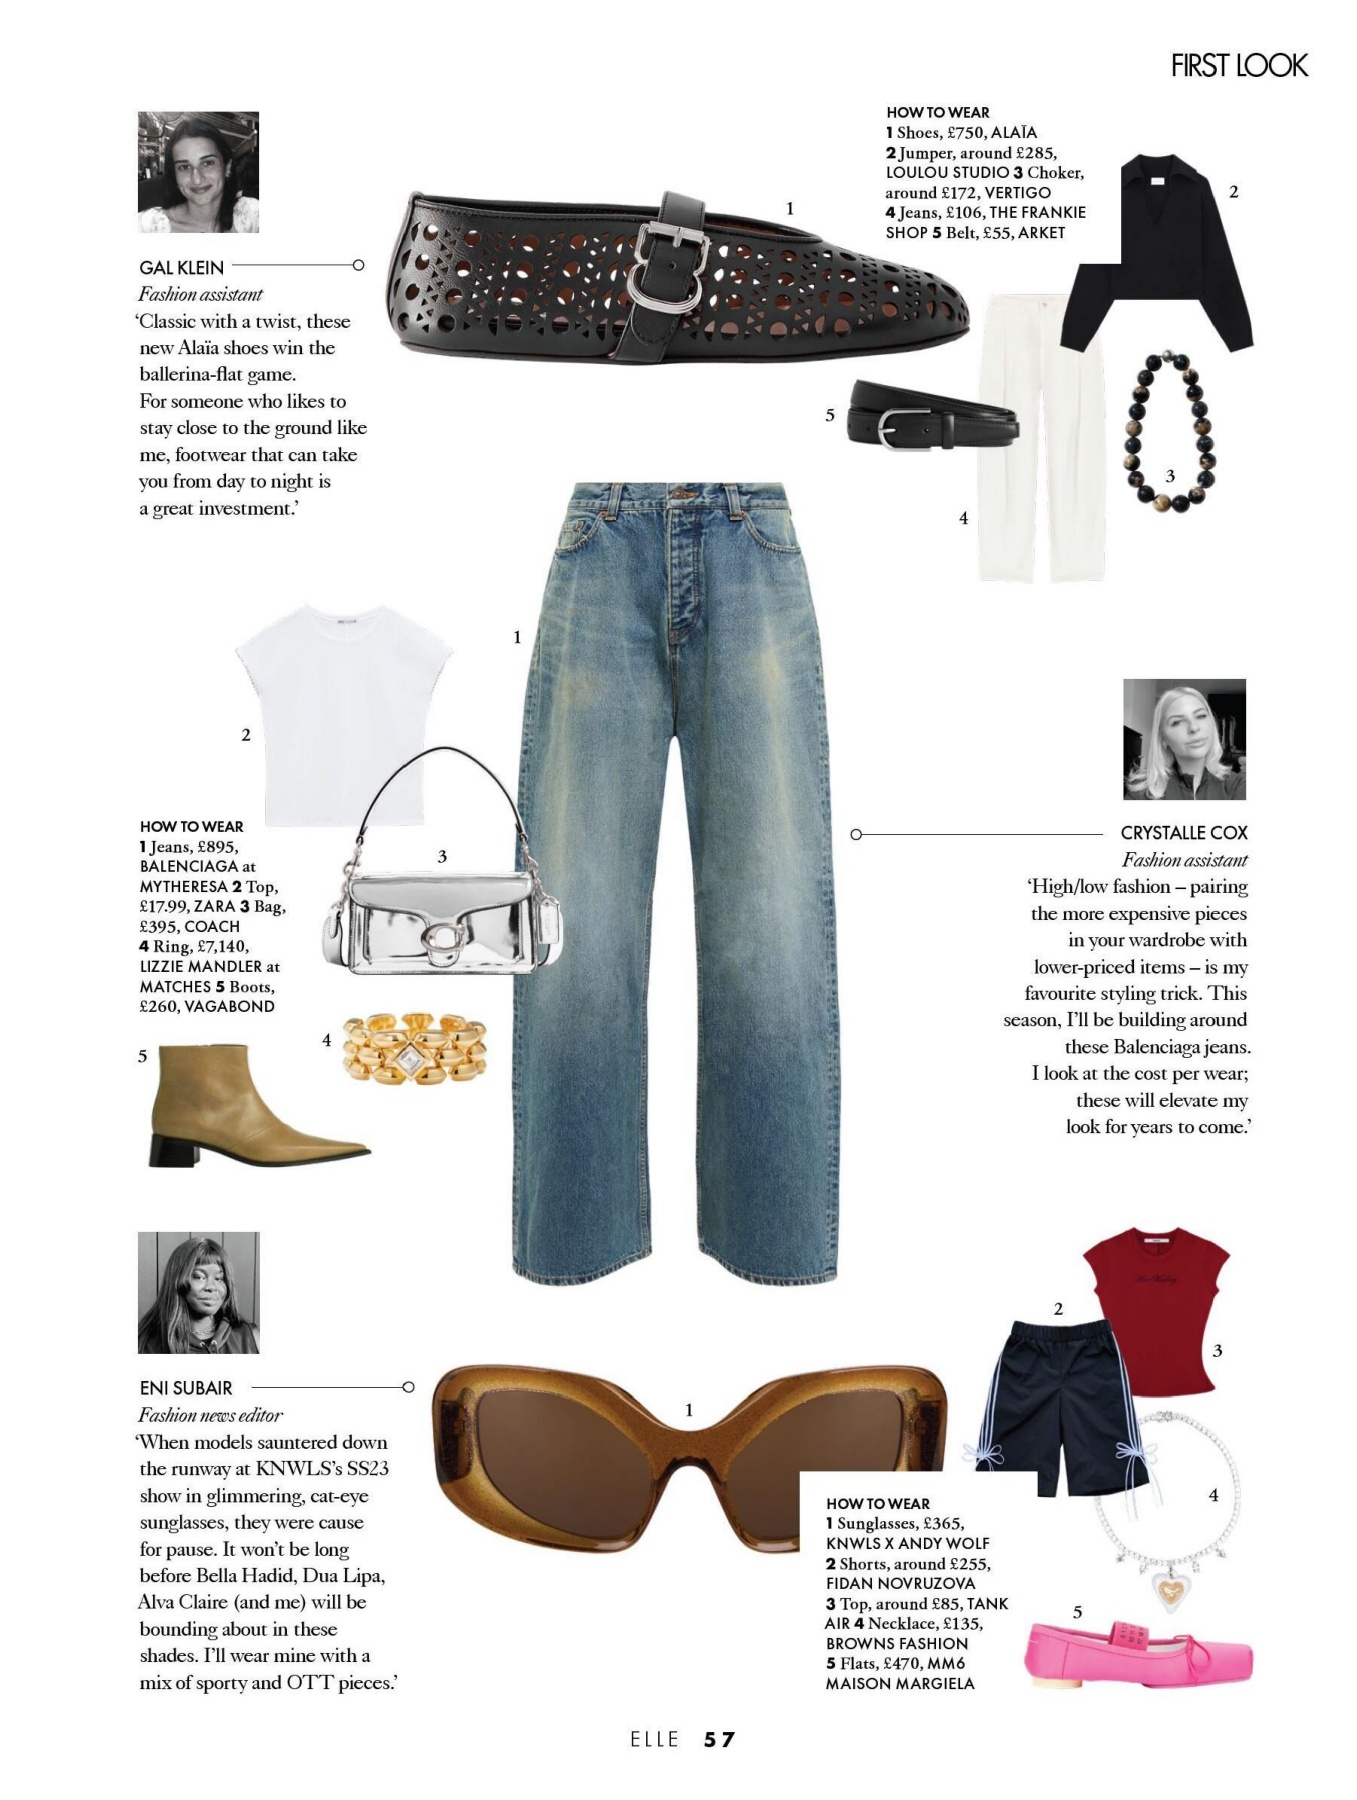 FIRST LOOK
HOW TO WEAR
1 Shoes, £750, ALAÏA
2 Jumper, around £285,
LOULOU STUDIO 3 Choker,
around £172, VERTIGO
4 Jeans, £106, THE FRANKIE
SHOP 5 Belt, £55, ARKET
1
2
3
4
5
GAL KLEIN
Fashion assistant
‘Classic with a twist, these
new Alaïa shoes win the
ballerina-flat game.
For someone who likes to
stay close to the ground like
me, footwear that can take
you from day to night is
a great investment.’
1
2
3
HOW TO WEAR
1 Jeans, £895,
BALENCIAGA at
MYTHERESA 2 Top,
£17.99, ZARA 3 Bag,
£395, COACH
4 Ring, £7,140,
LIZZIE MANDLER at
MATCHES 5 Boots,
£260, VAGABOND
4
5
CRYSTALLE COX
Fashion assistant
‘High/low fashion – pairing
the more expensive pieces
in your wardrobe with
lower-priced items – is my
favourite styling trick. This
season, I’ll be building around
these Balenciaga jeans.
I look at the cost per wear;
these will elevate my
look for years to come.’
ENI SUBAIR
Fashion news editor
‘When models sauntered down
the runway at KNWLS’s SS23
show in glimmering, cat-eye
sunglasses, they were cause
for pause. It won’t be long
before Bella Hadid, Dua Lipa,
Alva Claire (and me) will be
bounding about in these
shades. I’ll wear mine with a
mix of sporty and OTT pieces.’
1
2
3
4
5
HOW TO WEAR
1 Sunglasses, £365,
KNWLS X ANDY WOLF
2 Shorts, around £255,
FIDAN NOVRUZOVA
3 Top, around £85, TANK
AIR 4 Necklace, £135,
BROWNS FASHION
5 Flats, £470, MM6
MAISON MARGIELA
ELLE 57